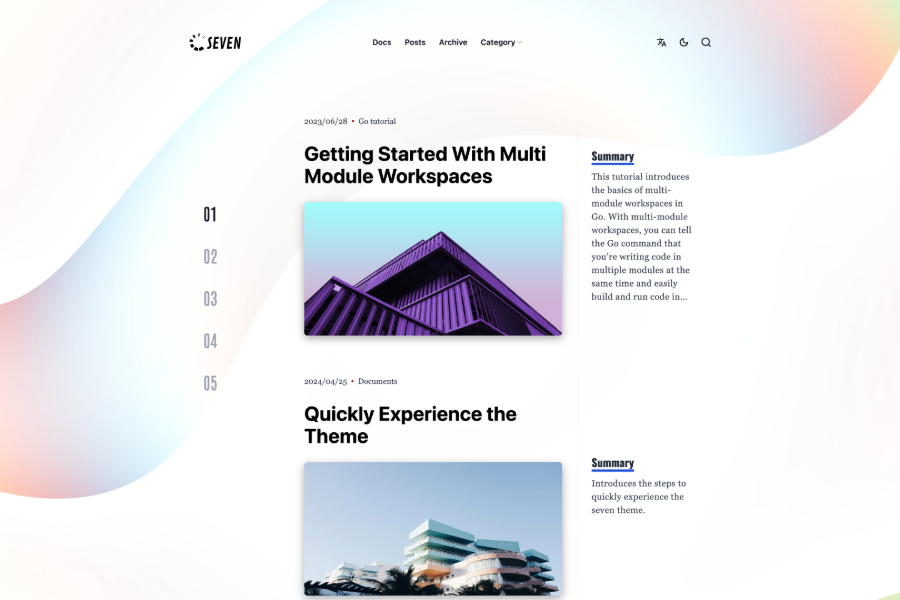 SEVEN
Docs Posts Archive Category
2023/06/28 • Go tutorial
Getting Started With Multi
Module Workspaces
Summary
This tutorial introduces
the basics of multi-
module workspaces in
Go. With multi-module
workspaces, you can tell
the Go command that
you're writing code in
multiple modules at the
same time and easily
build and run code in...
01
02
03
04
05
2024/04/25 • Documents
Quickly Experience the
Theme
Summary
Introduces the steps to
quickly experience the
seven theme.